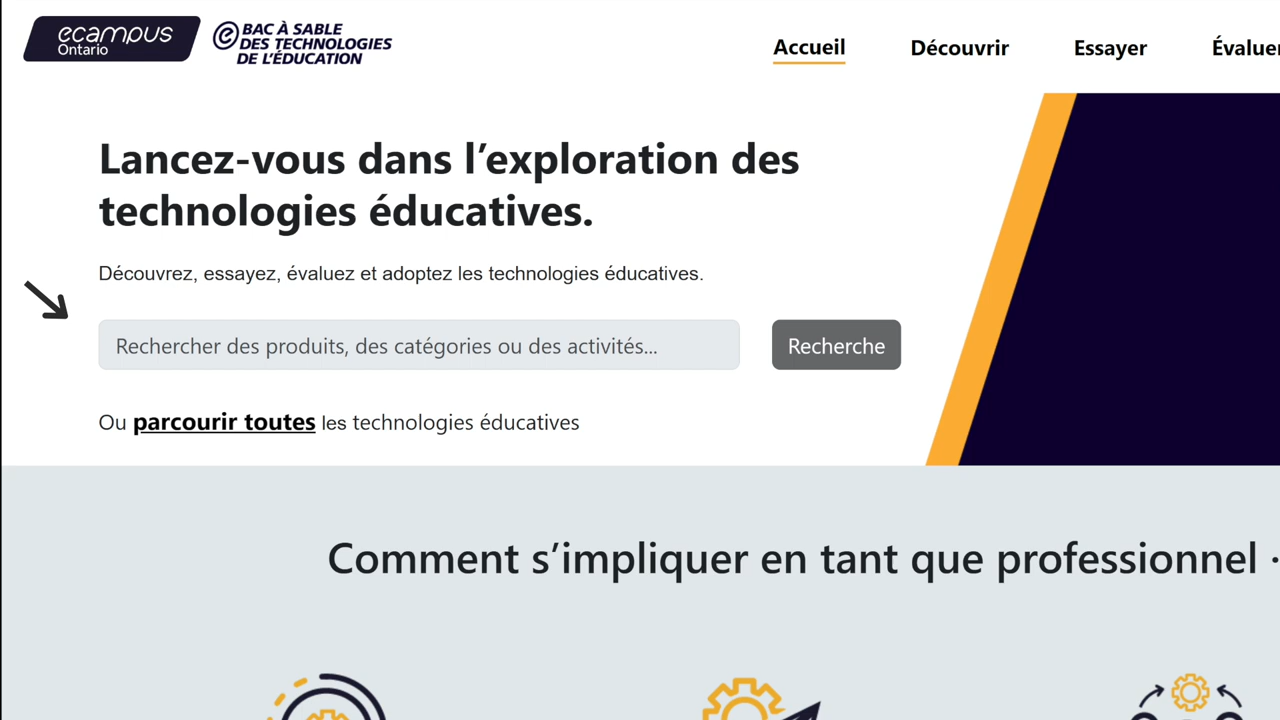 ecampus
Ontario
BAC À SABLE
DES TECHNOLOGIES
DE L'ÉDUCATION
Accueil
Découvrir
Essayer
Évaluer
Lancez-vous dans l’exploration des
technologies éducatives.
Découvrez, essayez, évaluez et adoptez les technologies éducatives.
Rechercher des produits, des catégories ou des activités...
Recherche
Ou parcourir toutes les technologies éducatives
Comment s’impliquer en tant que professionnel ·